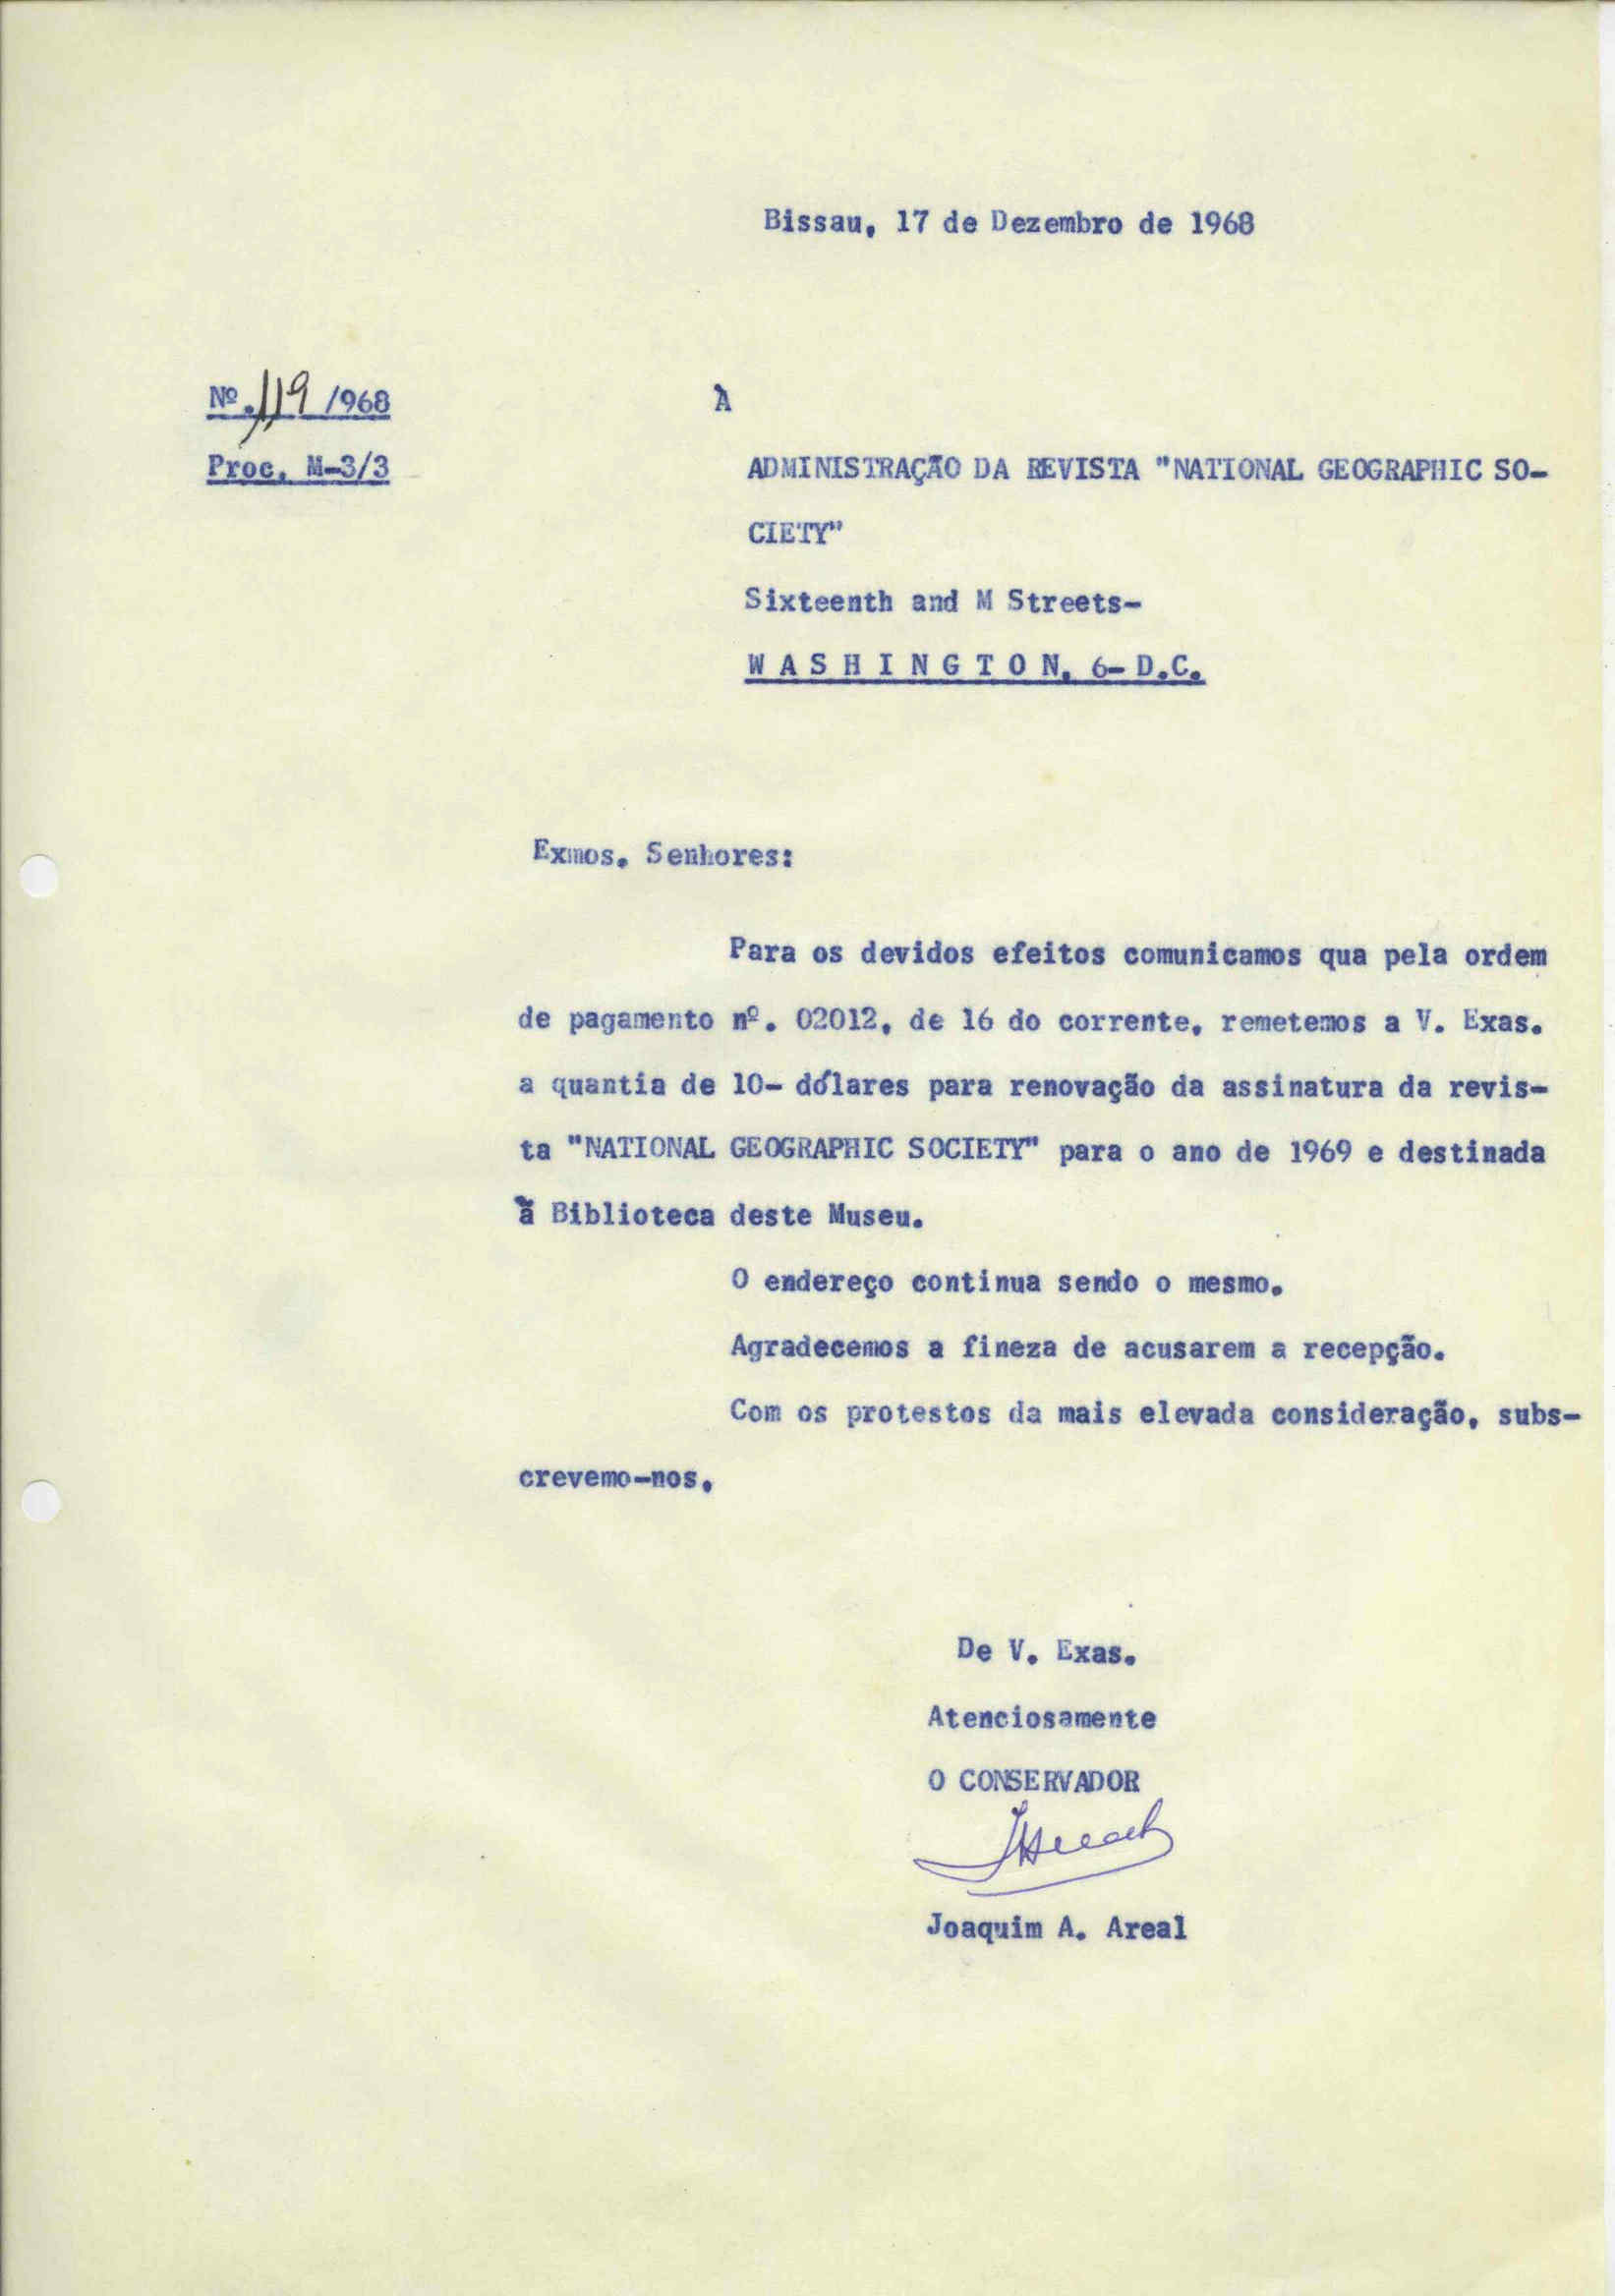 Bissau, 17 de Dezembro de 1968
Nº. 119 /968
À
Proc. M-3/3
ADMINISTRAÇÃO DA REVISTA "NATIONAL GEOGRAPHIC SO-
CIETY"
Sixteenth and M Streets-
W A S H I N G T O N, 6- D.C.
Exmos. Senhores:
Para os devidos efeitos comunicamos qua pela ordem
de pagamento nº. 02012, de 16 do corrente, remetemos a V. Exas.
a quantia de 10- dólares para renovação da assinatura da revis-
ta "NATIONAL GEOGRAPHIC SOCIETY" para o ano de 1969 e destinada
à Biblioteca deste Museu.
O endereço continua sendo o mesmo.
Agradecemos a fineza de acusarem a recepção.
Com os protestos da mais elevada consideração, subs-
crevemo-nos,
De V. Exas.
Atenciosamente
O CONSERVADOR
JAreal
Joaquim A. Areal